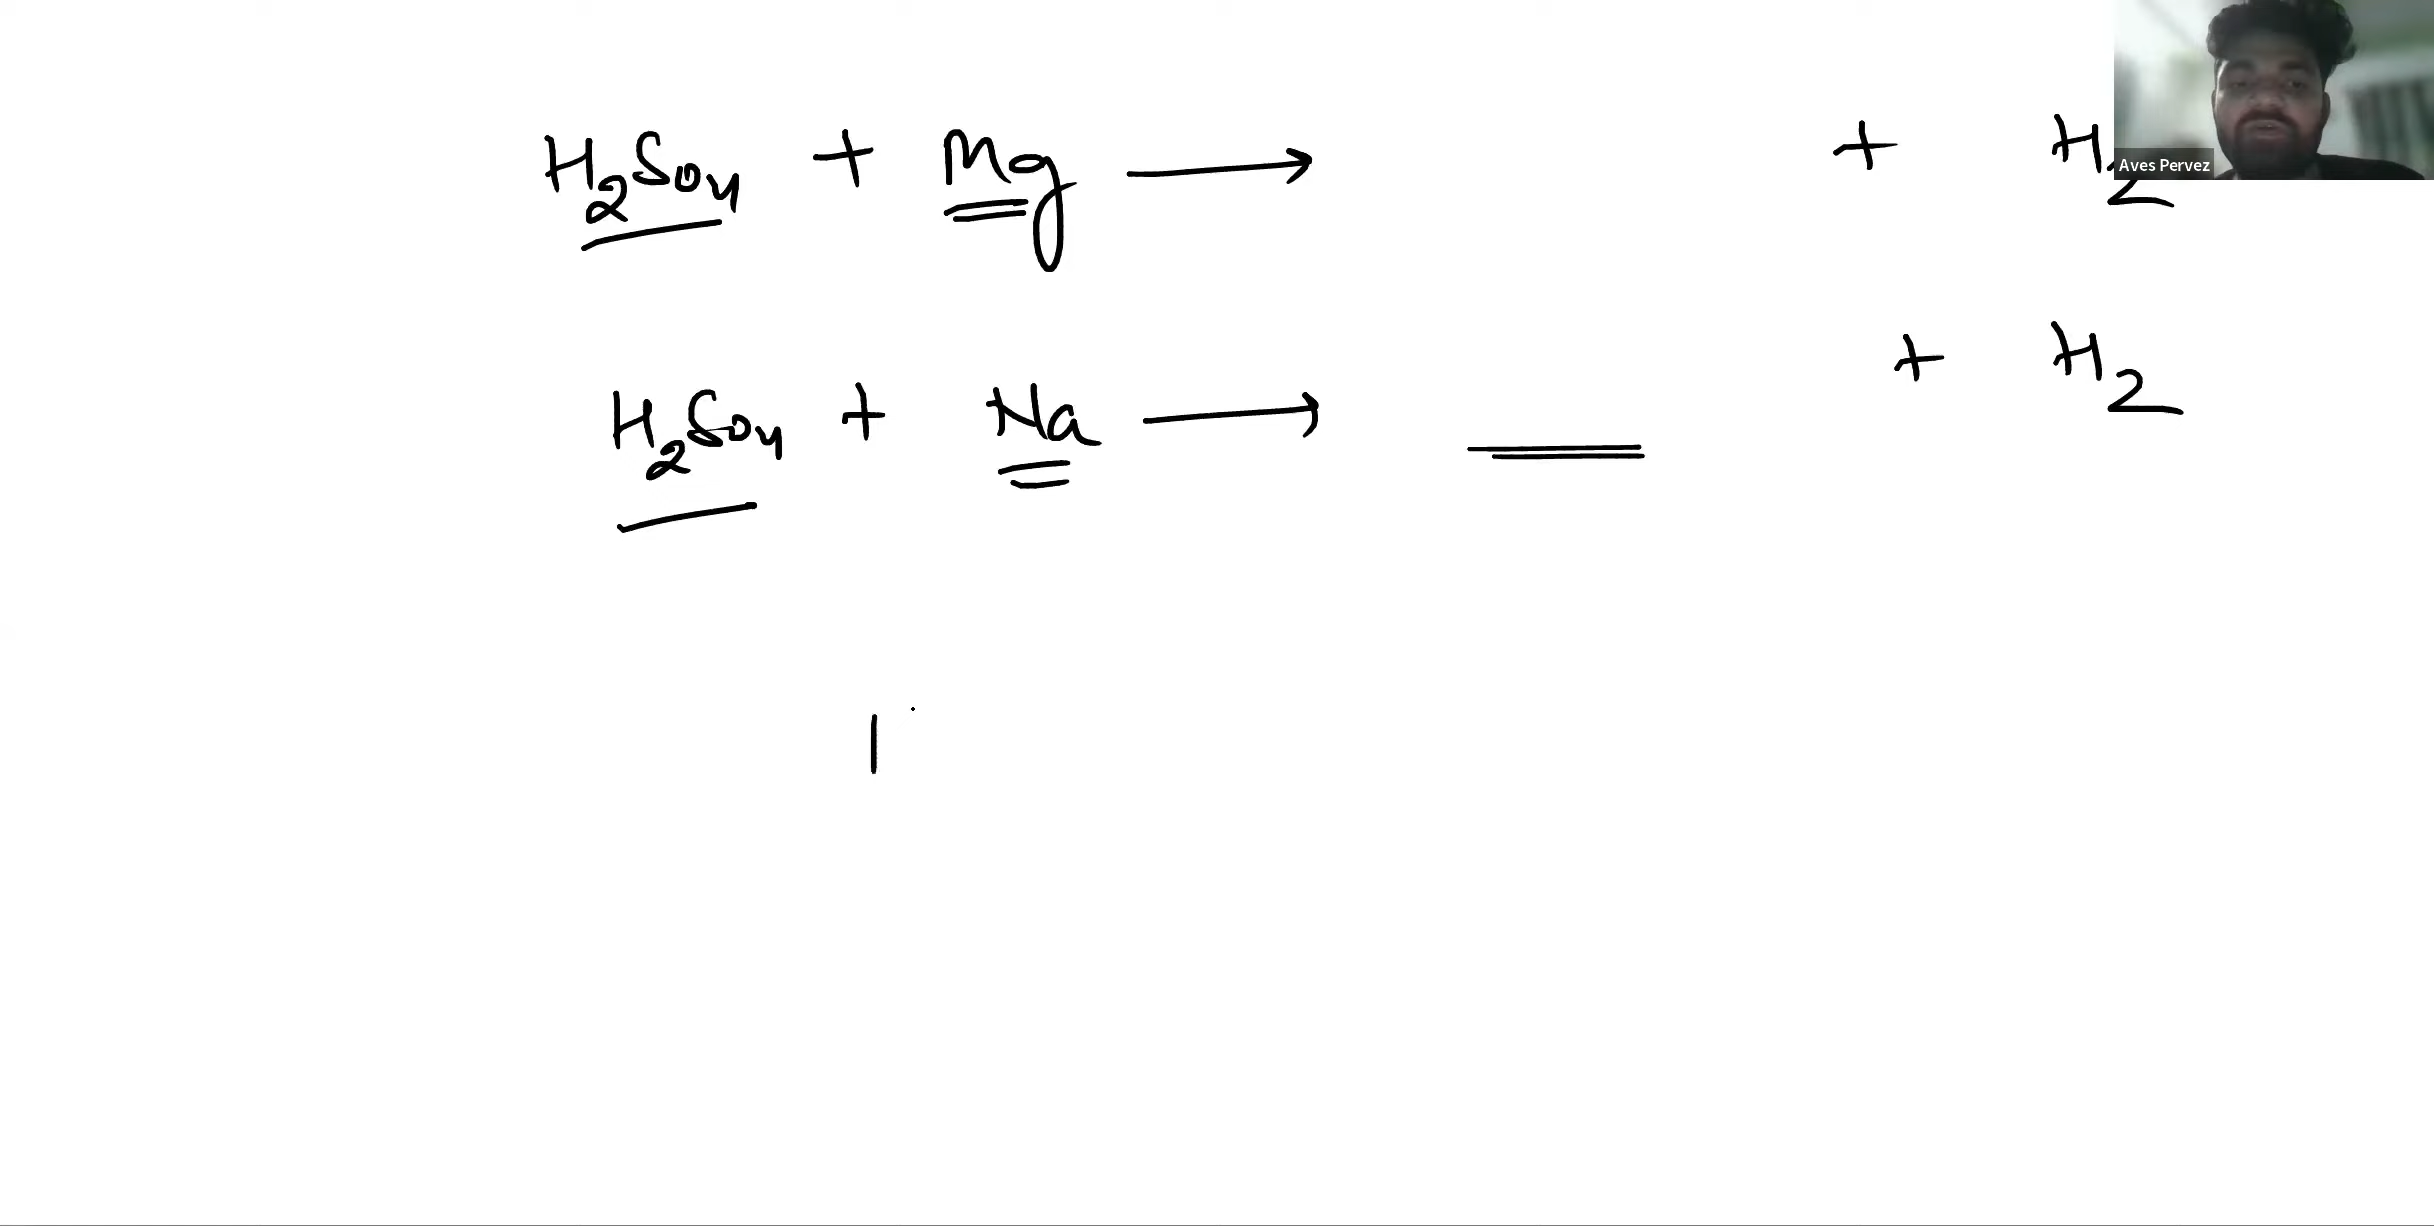 H₂SO₄ + Mg ⟶ + H₂
Aves Pervez
H₂SO₄ + Na ⟶ + H₂